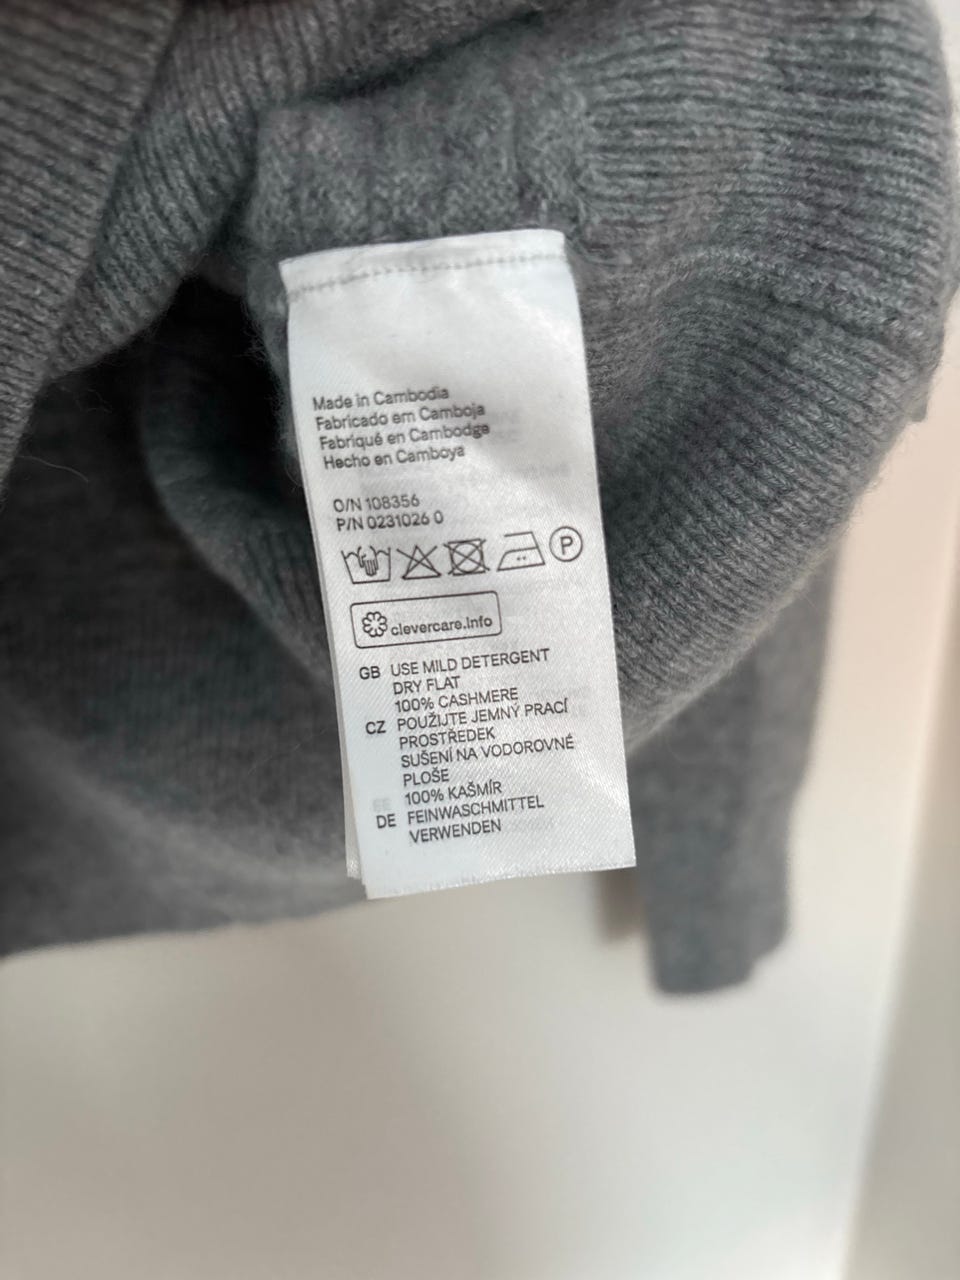 Made in Cambodia
Fabricado em Camboja
Fabriqué en Cambodge
Hecho en Camboya
O/N 108356
P/N 0231026 0
P
clevercare.info
GB USE MILD DETERGENT
DRY FLAT
100% CASHMERE
CZ POUŽIJTE JEMNÝ PRACÍ
PROSTŘEDEK
SUŠENÍ NA VODOROVNÉ
PLOŠE
100% KAŠMÍR
DE FEINWASCHMITTEL
VERWENDEN